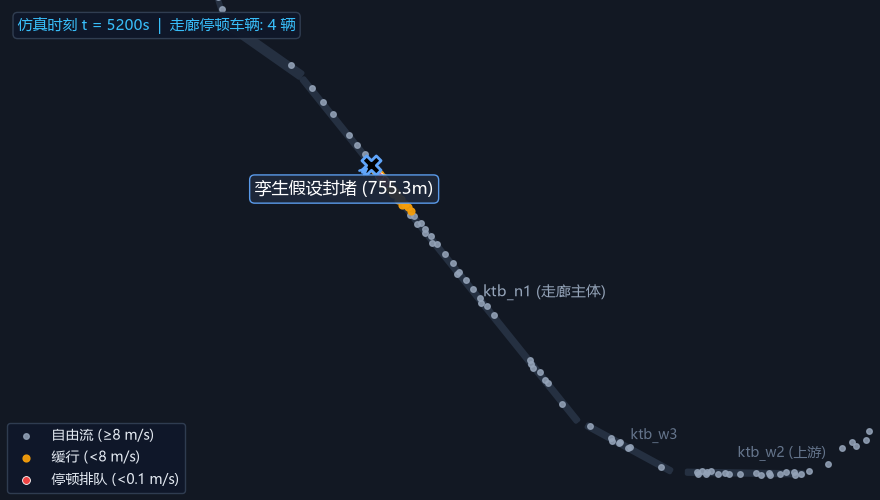 仿真时刻 t = 5200s | 走廊停顿车辆: 4 辆
孪生假设封堵 (755.3m)
ktb_n1 (走廊主体)
ktb_w3
ktb_w2 (上游)
自由流 (≥8 m/s)
缓行 (<8 m/s)
停顿排队 (<0.1 m/s)